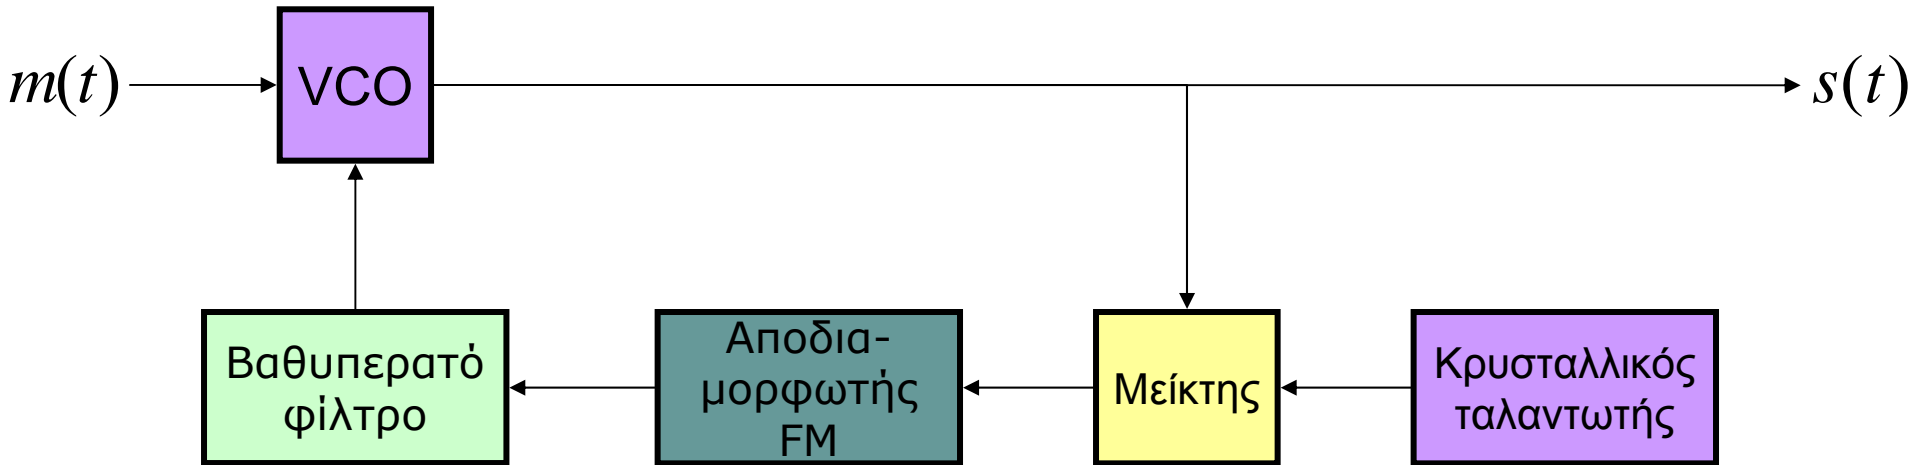 m(t)
VCO
s(t)
Βαθυπερατό
φίλτρο
Αποδια-
μορφωτής
FM
Μείκτης
Κρυσταλλικός
ταλαντωτής